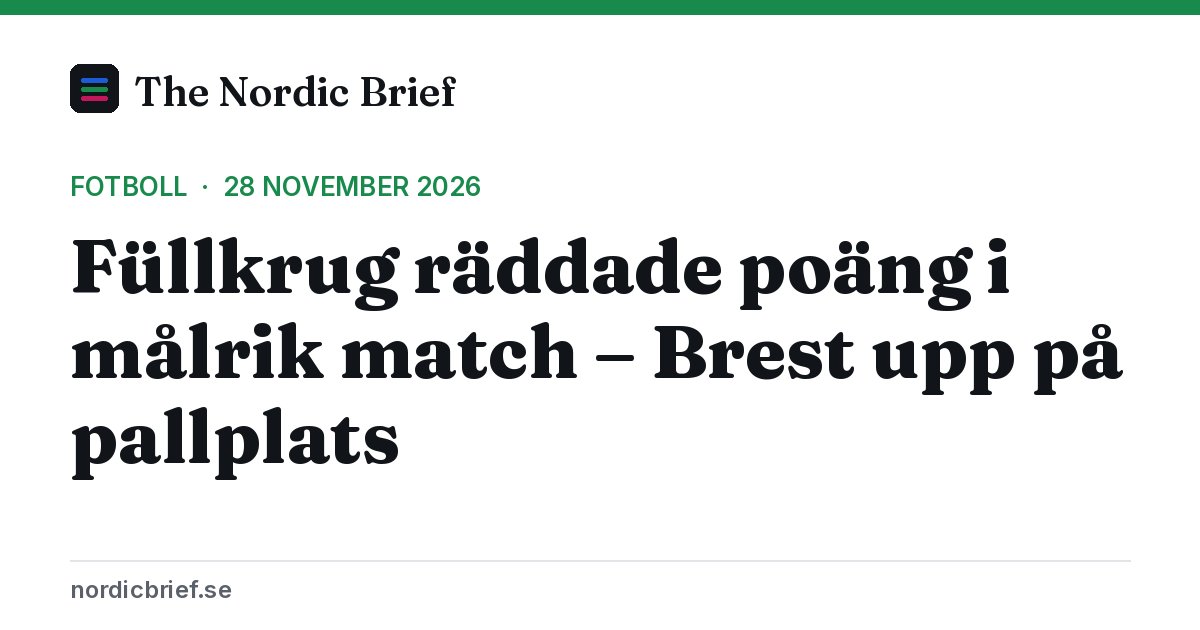 The Nordic Brief
FOTBOLL · 28 NOVEMBER 2026
Füllkrug räddade poäng i
målrik match – Brest upp på
pallplats
nordicbrief.se